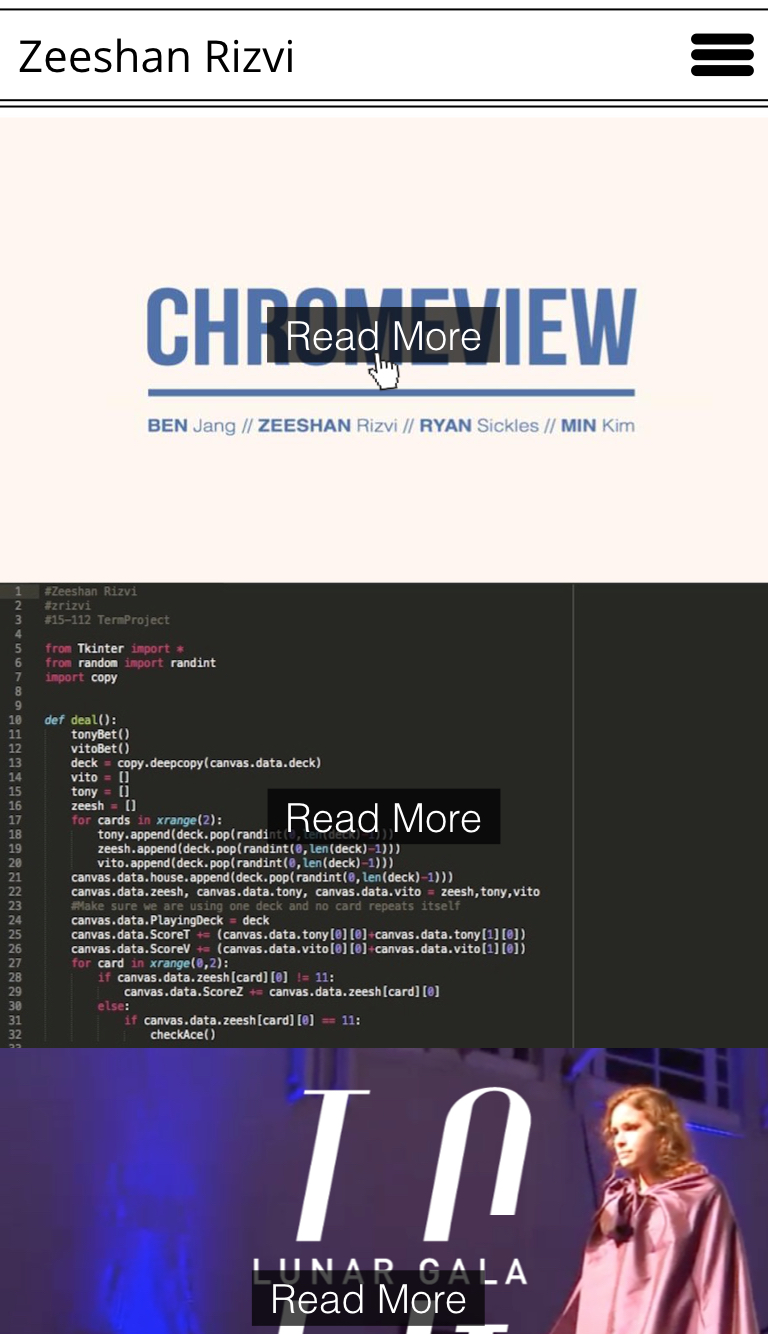 Zeeshan Rizvi
CHROMEVIEW
Read More
BEN Jang // ZEESHAN Rizvi // RYAN Sickles // MIN Kim
1 #Zeeshan Rizvi
2 #zrizvi
3 #15-112 TermProject
4
5 from Tkinter import *
6 from random import randint
7 import copy
8
9
10 def deal():
11 tonyBet()
12 vitoBet()
13 deck = copy.deepcopy(canvas.data.deck)
14 vito = []
15 tony = []
16 zeesh = []
17 for cards in xrange(2):
Read More
18 tony.append(deck.pop(randint(0,len(deck)-1)))
19 zeesh.append(deck.pop(randint(0,len(deck)-1)))
20 vito.append(deck.pop(randint(0,len(deck)-1)))
21 canvas.data.house.append(deck.pop(randint(0,len(deck)-1)))
22 canvas.data.zeesh, canvas.data.tony, canvas.data.vito = zeesh,tony,vito
23 #Make sure we are using one deck and no card repeats itself
24 canvas.data.PlayingDeck = deck
25 canvas.data.ScoreT += (canvas.data.tony[0][0]+canvas.data.tony[1][0])
26 canvas.data.ScoreV += (canvas.data.vito[0][0]+canvas.data.vito[1][0])
27 for card in xrange(0,2):
28 if canvas.data.zeesh[card][0] != 11:
29 canvas.data.ScoreZ += canvas.data.zeesh[card][0]
30 else:
31 if canvas.data.zeesh[card][0] == 11:
32 checkAce()
LUNAR GALA
Read More